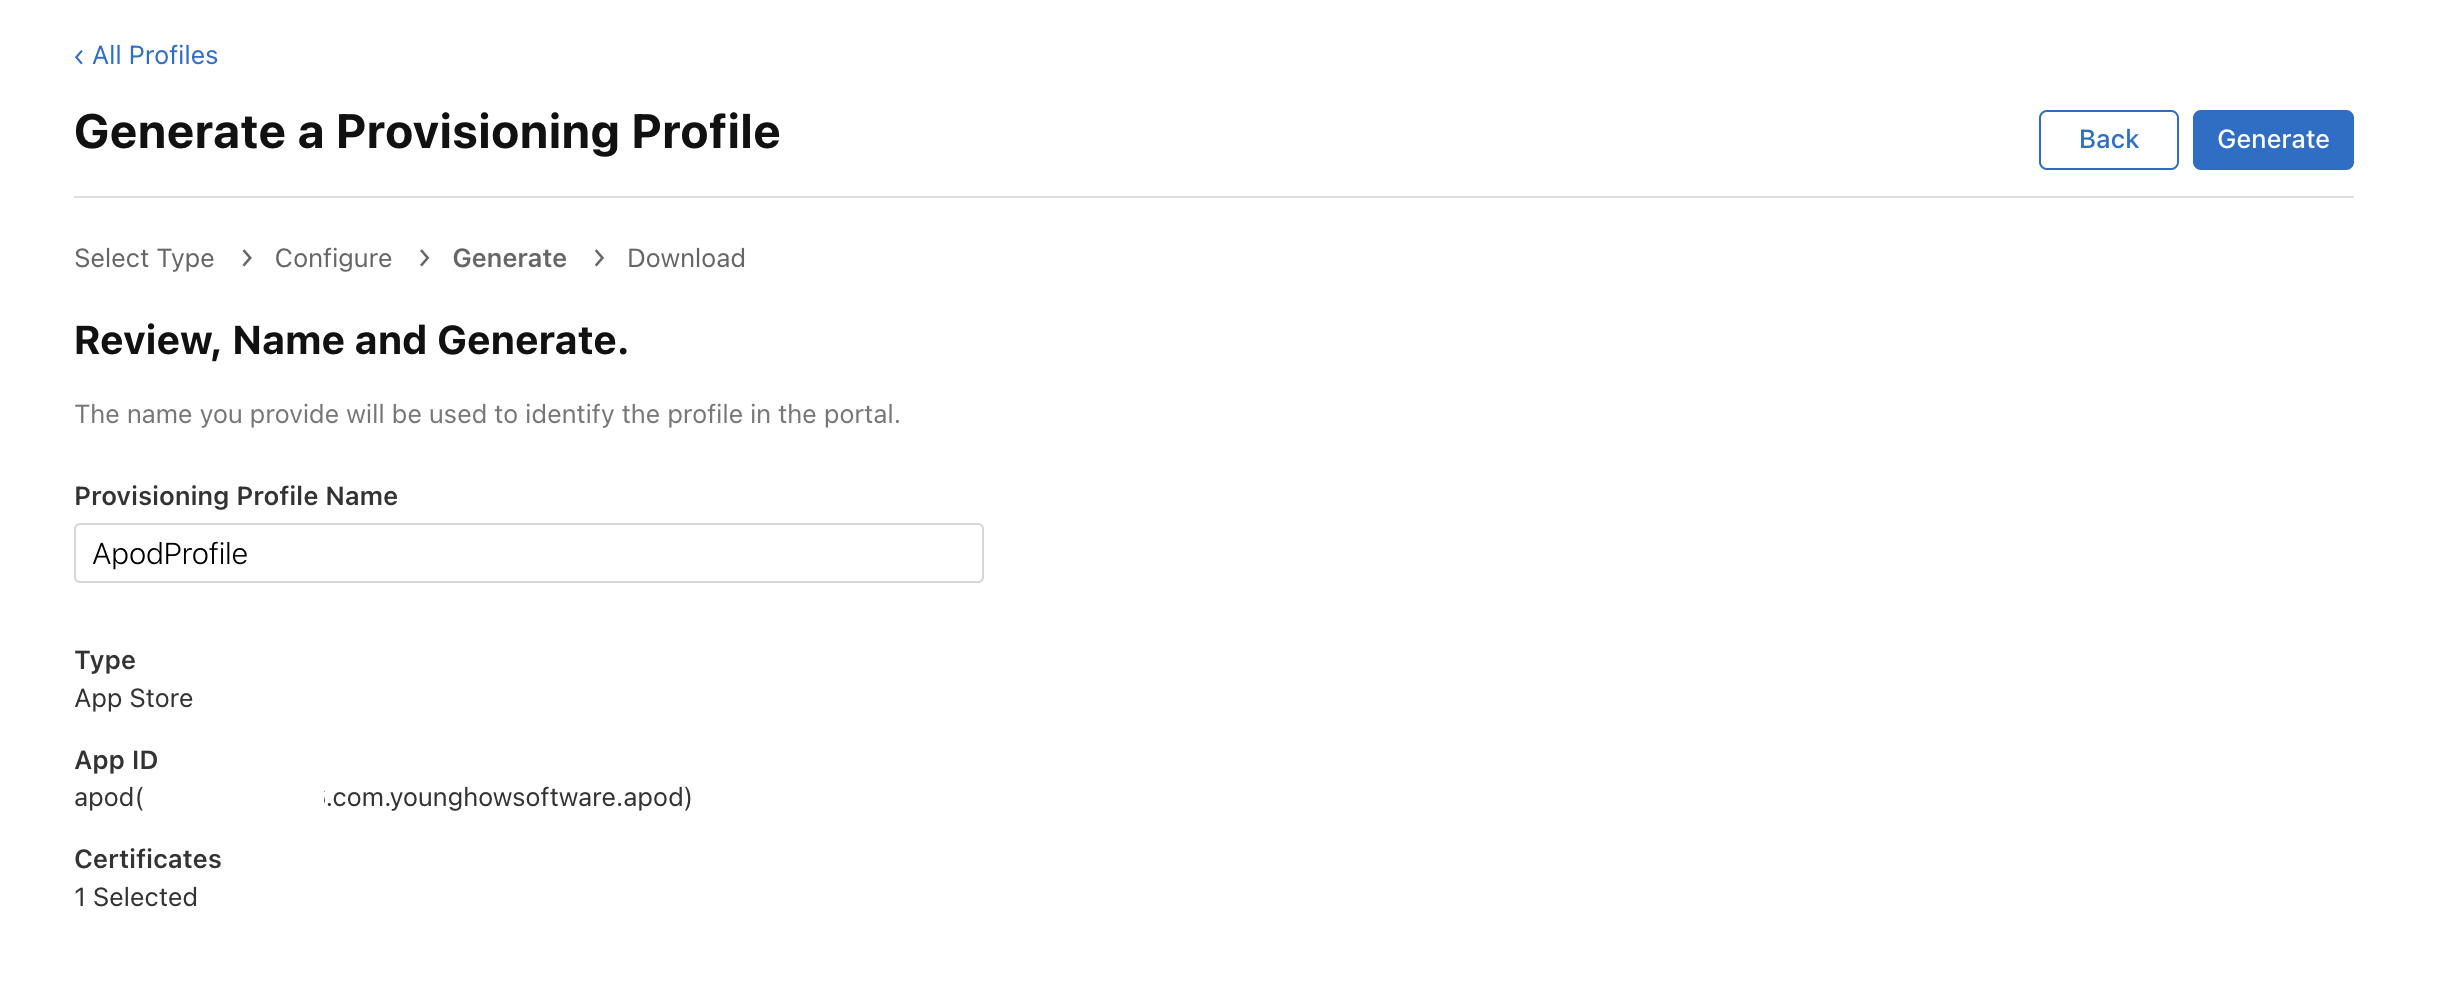 ‹ All Profiles
Generate a Provisioning Profile
Back
Generate
Select Type > Configure > Generate > Download
Review, Name and Generate.
The name you provide will be used to identify the profile in the portal.
Provisioning Profile Name
ApodProfile
Type
App Store
App ID
apod( .com.younghowsoftware.apod)
Certificates
1 Selected